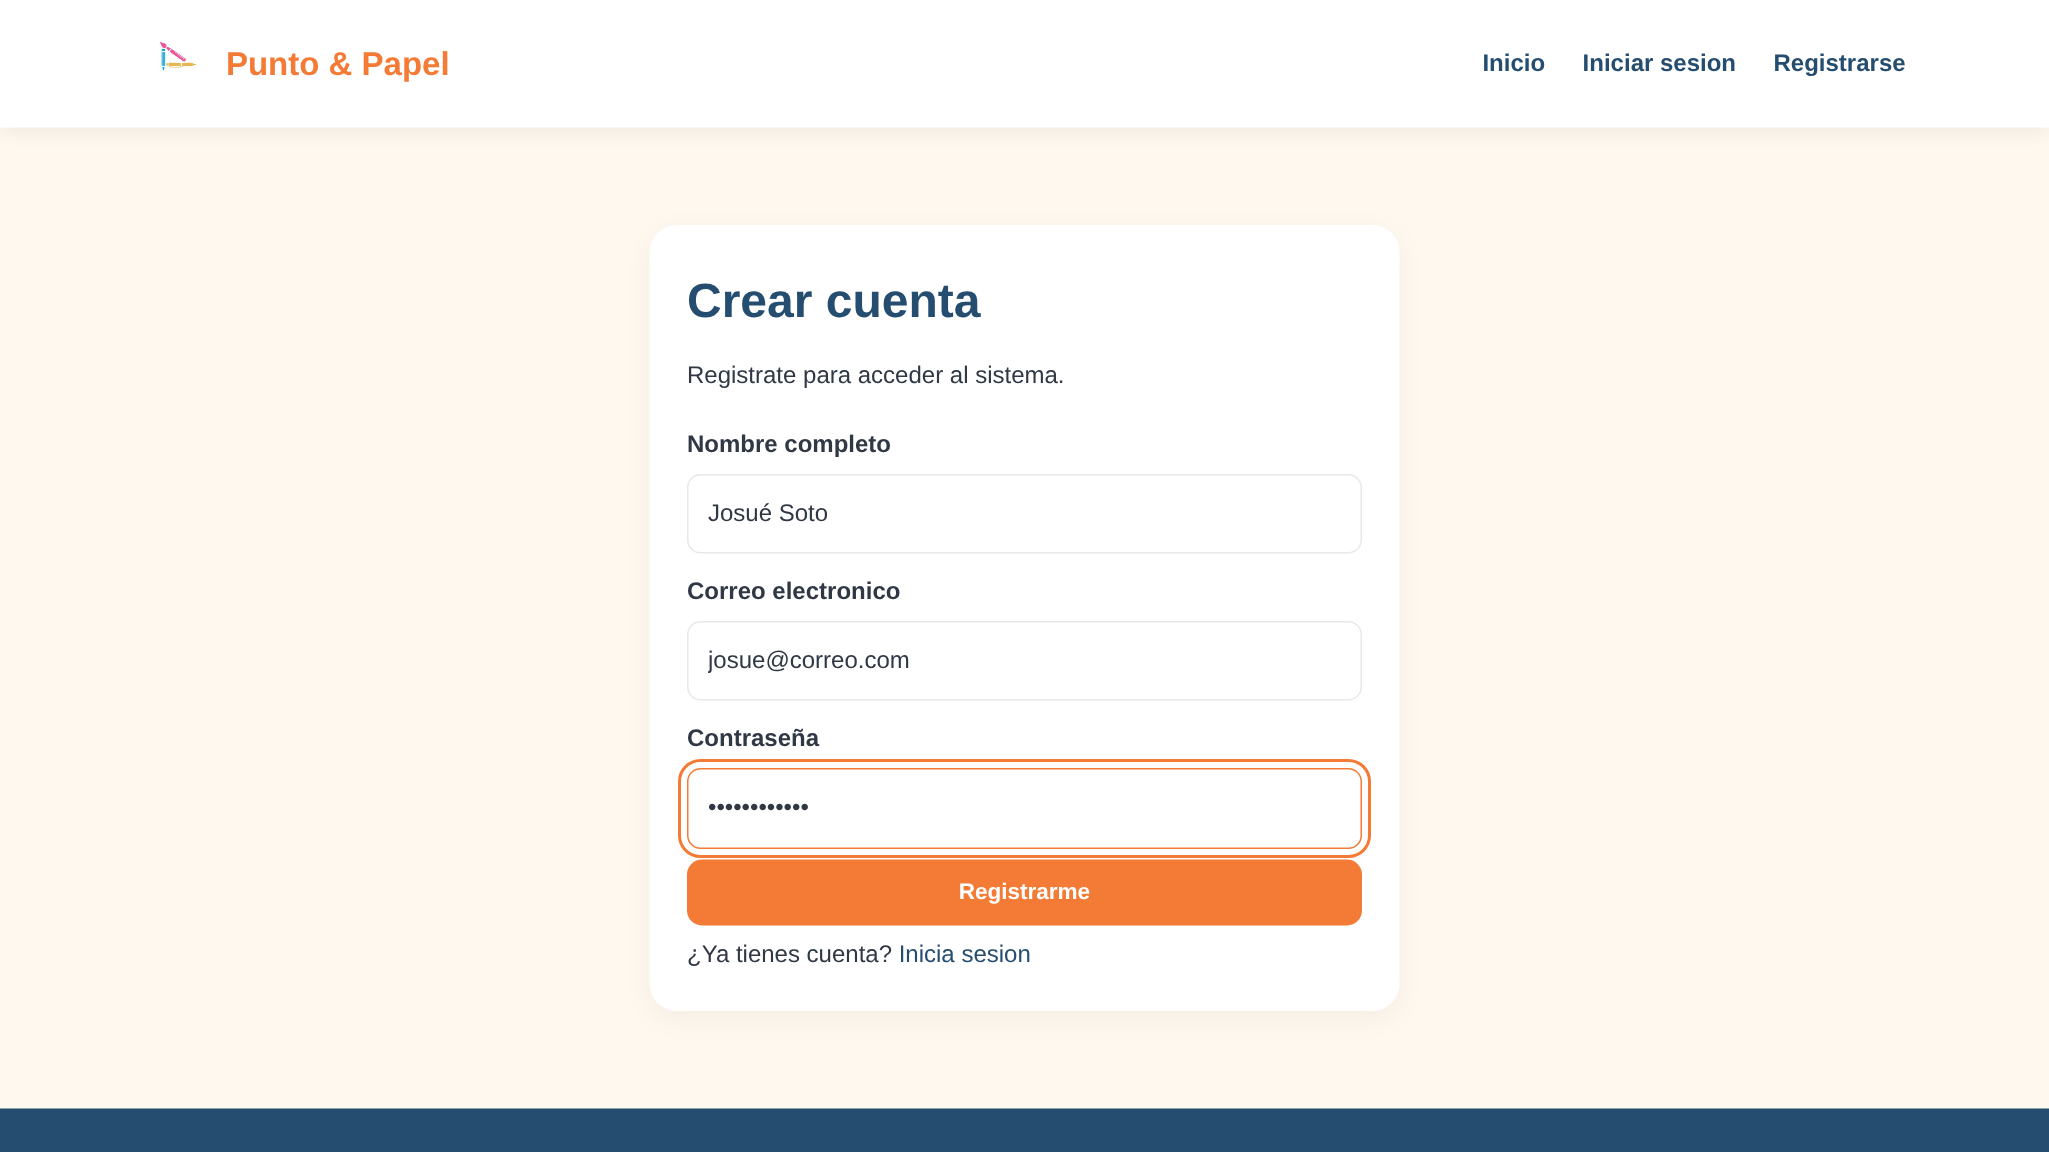 Punto & Papel
Inicio Iniciar sesion Registrarse
Crear cuenta
Registrate para acceder al sistema.
Nombre completo
Josué Soto
Correo electronico
josue@correo.com
Contraseña
••••••••••••
Registrarme
¿Ya tienes cuenta? Inicia sesion